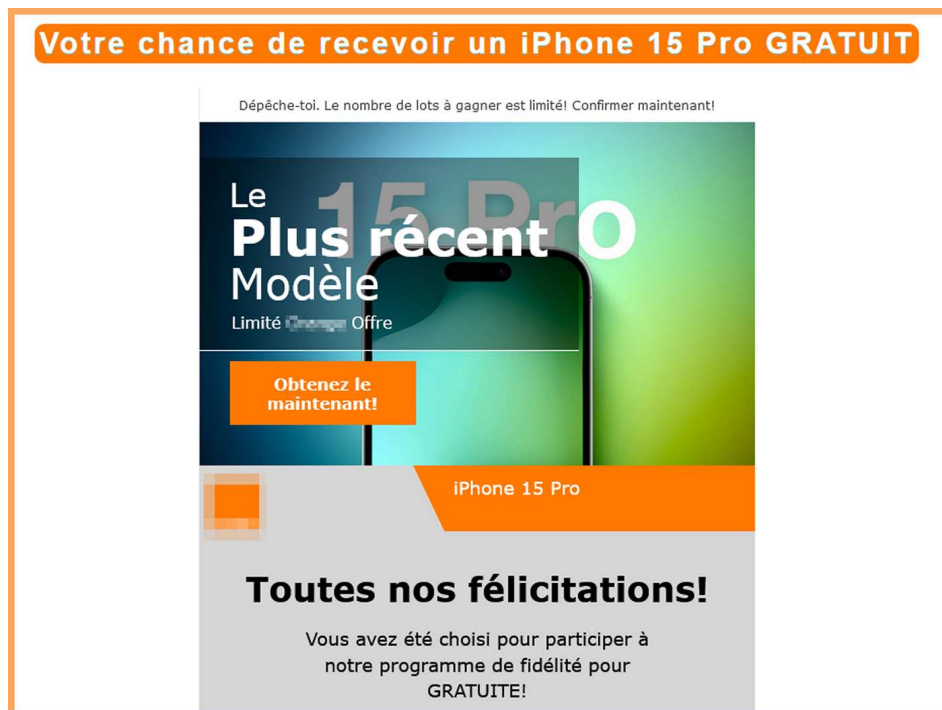 Votre chance de recevoir un iPhone 15 Pro GRATUIT
Dépêche-toi. Le nombre de lots à gagner est limité! Confirmer maintenant!
15 Pro
Le
Plus récent
Modèle
Limité Offre
Obtenez le
maintenant!
iPhone 15 Pro
Toutes nos félicitations!
Vous avez été choisi pour participer à
notre programme de fidélité pour
GRATUITE!